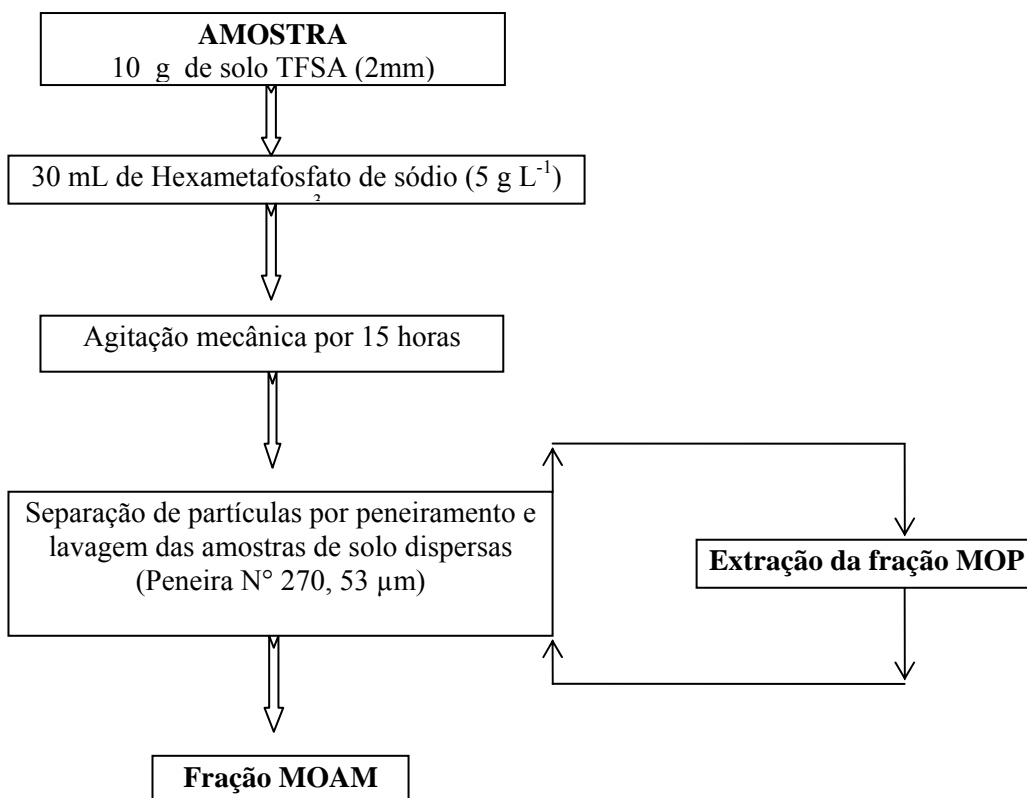 AMOSTRA
10 g de solo TFSA (2mm)
30 mL de Hexametafosfato de sódio (5 g L⁻¹)
Agitação mecânica por 15 horas
Separação de partículas por peneiramento e
lavagem das amostras de solo dispersas
(Peneira N° 270, 53 µm)
Extração da fração MOP
Fração MOAM